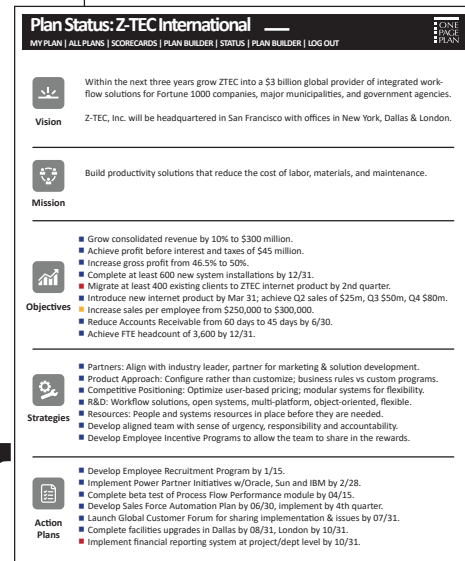 Plan Status: Z-TEC International
ONE
PAGE
PLAN
MY PLAN | ALL PLANS | SCORECARDS | PLAN BUILDER | STATUS | PLAN BUILDER | LOG OUT
Vision
Within the next three years grow ZTEC into a $3 billion global provider of integrated work-
flow solutions for Fortune 1000 companies, major municipalities, and government agencies.
Z-TEC, Inc. will be headquartered in San Francisco with offices in New York, Dallas & London.
Mission
Build productivity solutions that reduce the cost of labor, materials, and maintenance.
Objectives
Grow consolidated revenue by 10% to $300 million.
Achieve profit before interest and taxes of $45 million.
Increase gross profit from 46.5% to 50%.
Complete at least 600 new system installations by 12/31.
Migrate at least 400 existing clients to ZTEC internet product by 2nd quarter.
Introduce new internet product by Mar 31; achieve Q2 sales of $25m, Q3 $50m, Q4 $80m.
Increase sales per employee from $250,000 to $300,000.
Reduce Accounts Receivable from 60 days to 45 days by 6/30.
Achieve FTE headcount of 3,600 by 12/31.
Strategies
Partners: Align with industry leader, partner for marketing & solution development.
Product Approach: Configure rather than customize; business rules vs custom programs.
Competitive Positioning: Optimize user-based pricing; modular systems for flexibility.
R&D: Workflow solutions, open systems, multi-platform, object-oriented, flexible.
Resources: People and systems resources in place before they are needed.
Develop aligned team with sense of urgency, responsibility and accountability.
Develop Employee Incentive Programs to allow the team to share in the rewards.
Action
Plans
Develop Employee Recruitment Program by 1/15.
Implement Power Partner Initiatives w/Oracle, Sun and IBM by 2/28.
Complete beta test of Process Flow Performance module by 04/15.
Develop Sales Force Automation Plan by 06/30, implement by 4th quarter.
Launch Global Customer Forum for sharing implementation & issues by 07/31.
Complete facilities upgrades in Dallas by 08/31, London by 10/31.
Implement financial reporting system at project/dept level by 10/31.